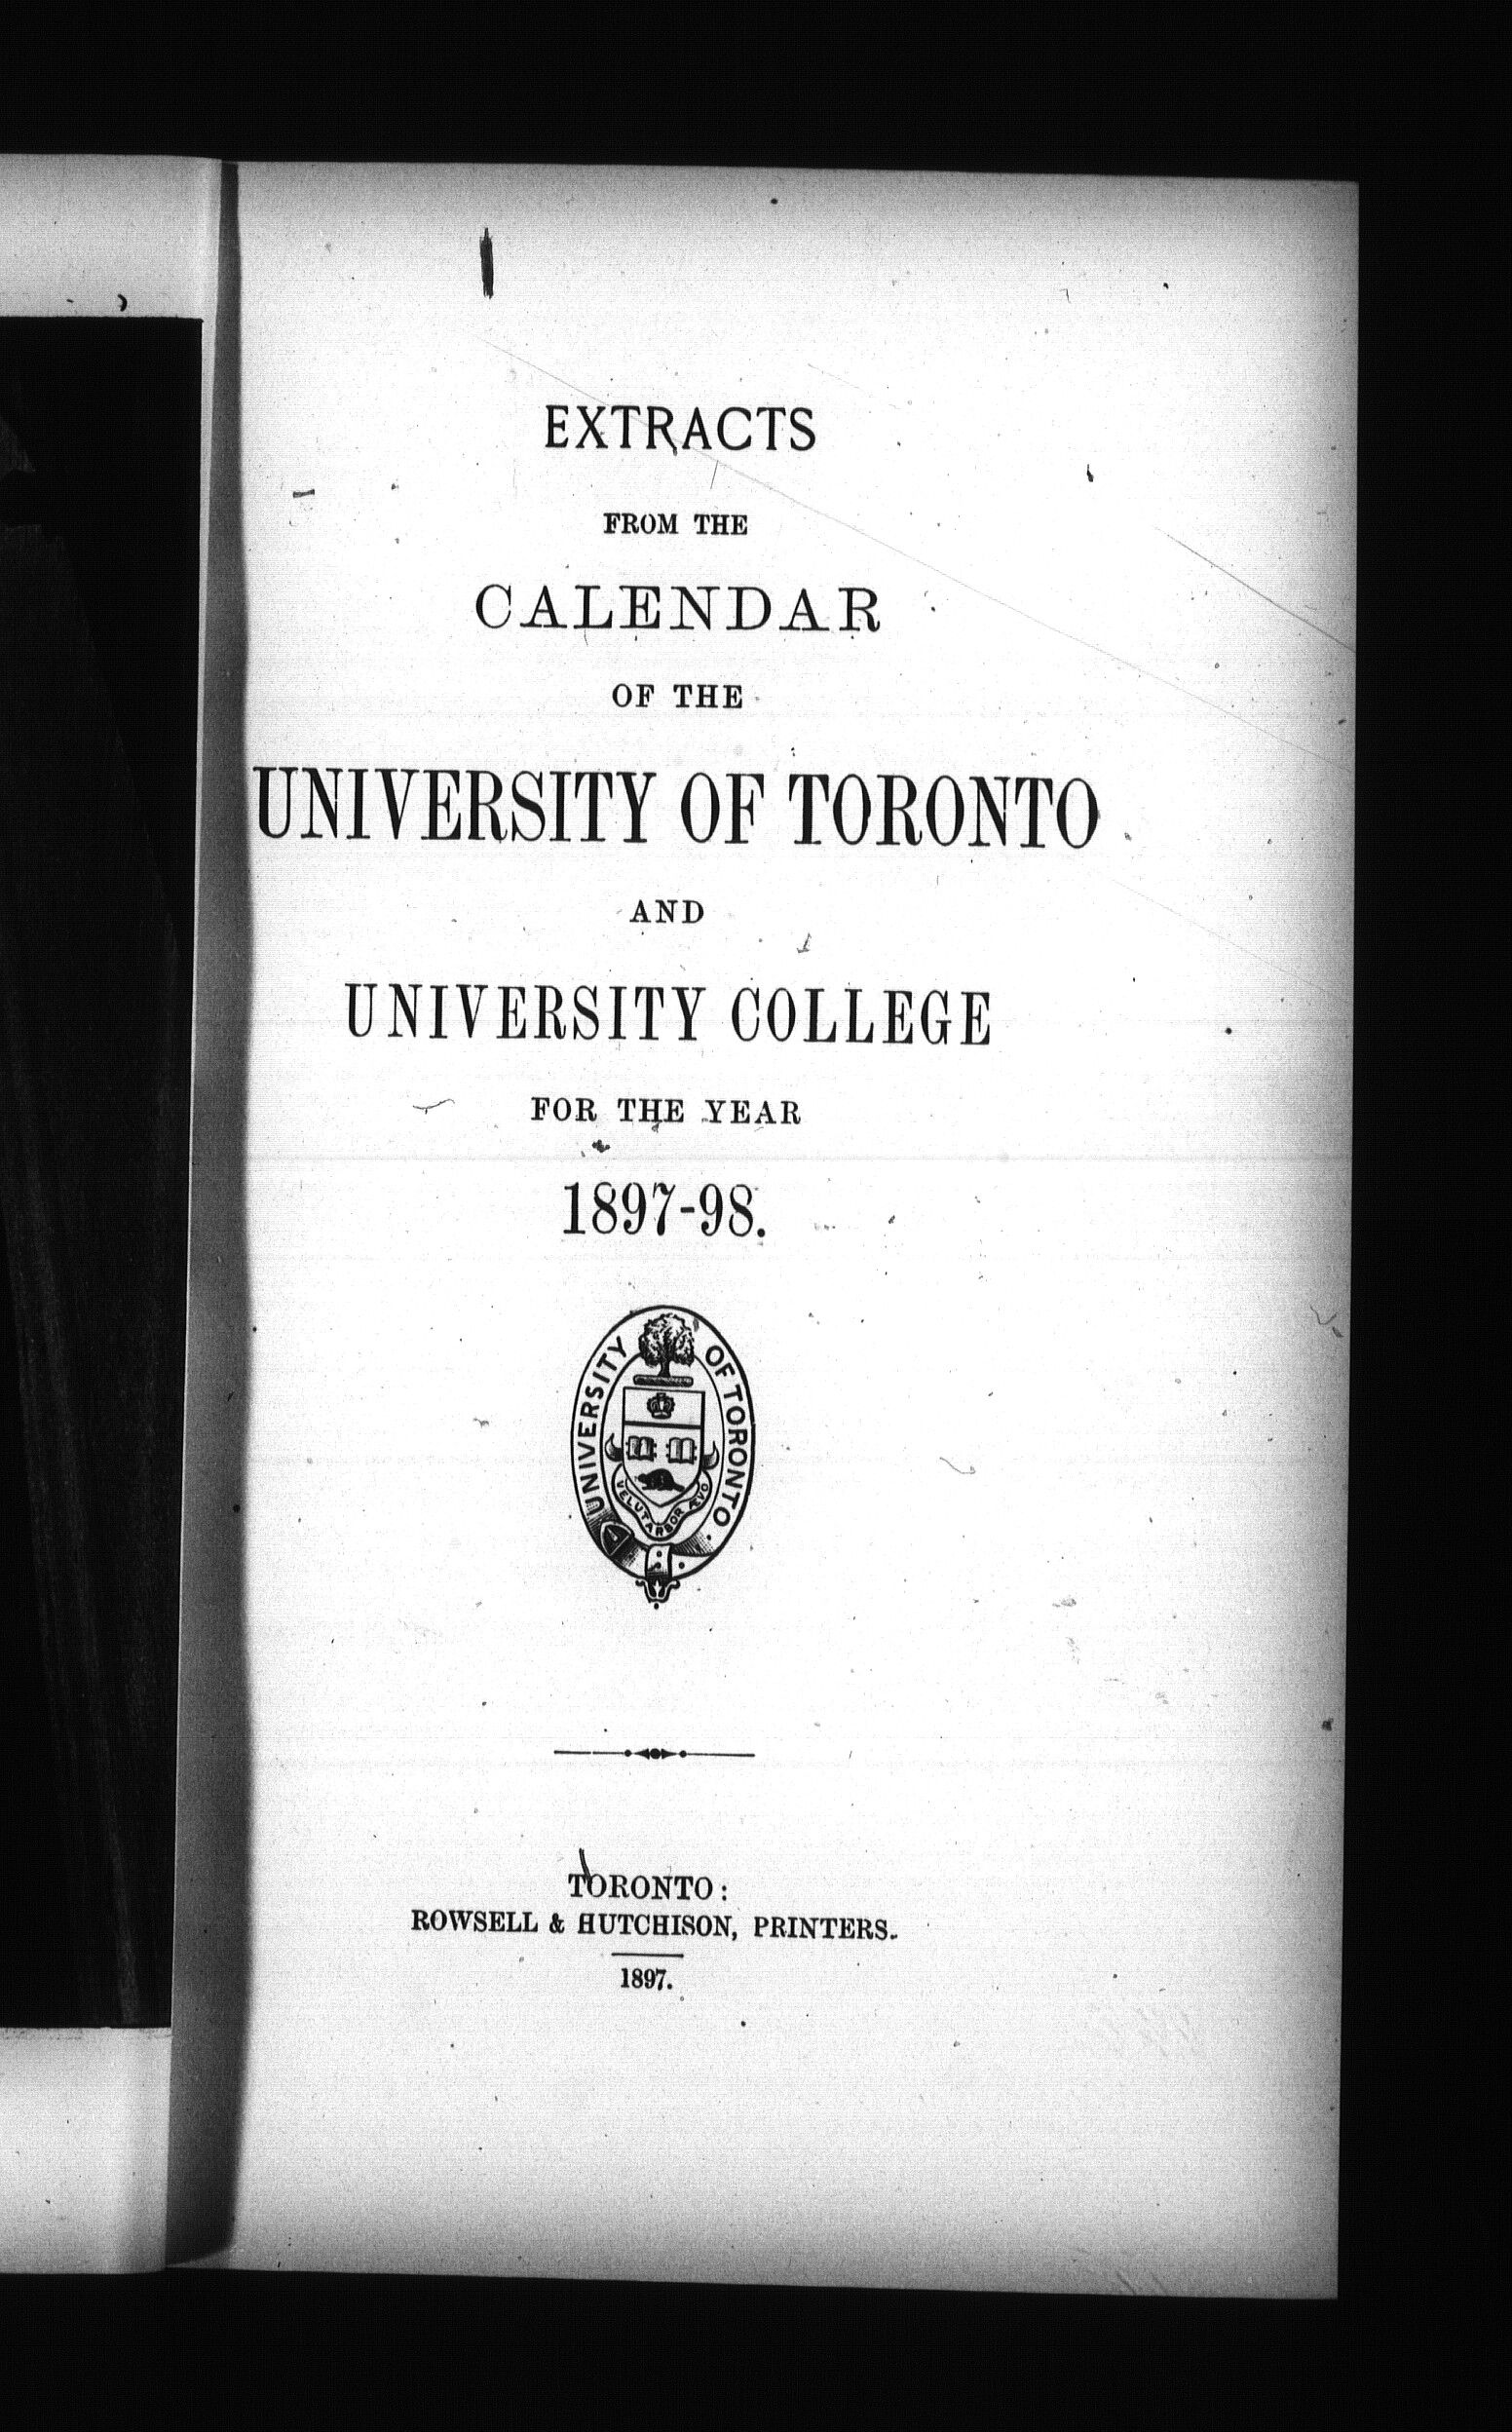 EXTRACTS
FROM THE
CALENDAR
OF THE
UNIVERSITY OF TORONTO
AND
UNIVERSITY COLLEGE
FOR THE YEAR
1897-98.
UNIVERSITY OF TORONTO
VELUT ARBOR ÆVO
TORONTO:
ROWSELL & HUTCHISON, PRINTERS.
1897.